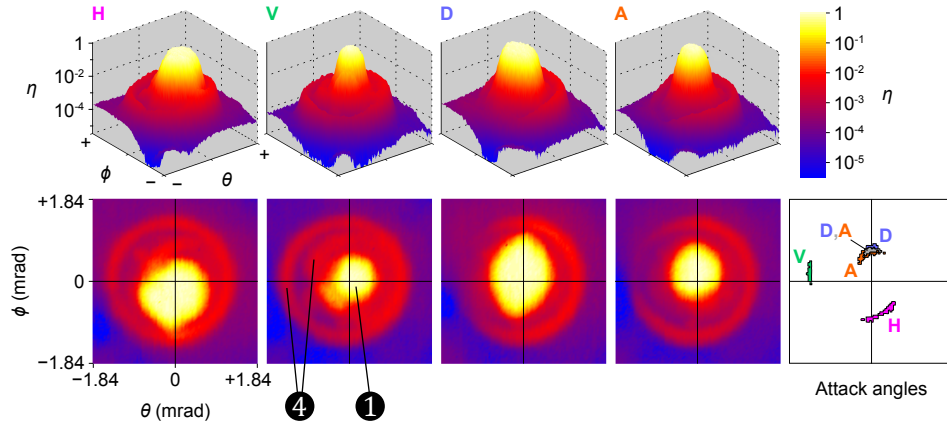 H V D A
1
10⁻²
10⁻⁴
η
+
ϕ
−
−
θ
+
1
10⁻¹
10⁻²
10⁻³
10⁻⁴
10⁻⁵
η
+1.84
0
−1.84
ϕ (mrad)
−1.84 0 +1.84
θ (mrad)
4 1
D,A D
V
A
H
Attack angles